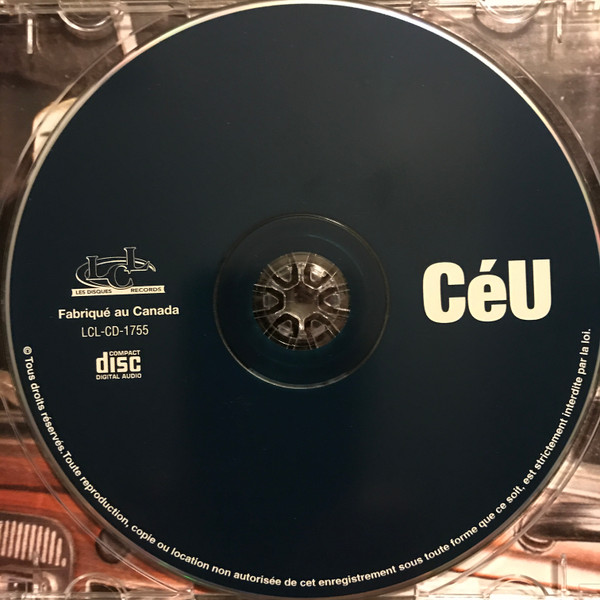 LCL
LES DISQUES RECORDS
Fabriqué au Canada
LCL-CD-1755
COMPACT
disc
DIGITAL AUDIO
CéU
© Tous droits réservés.Toute reproduction, copie ou location non autorisée de cet enregistrement sous toute forme que ce soit, est strictement interdite par la loi.